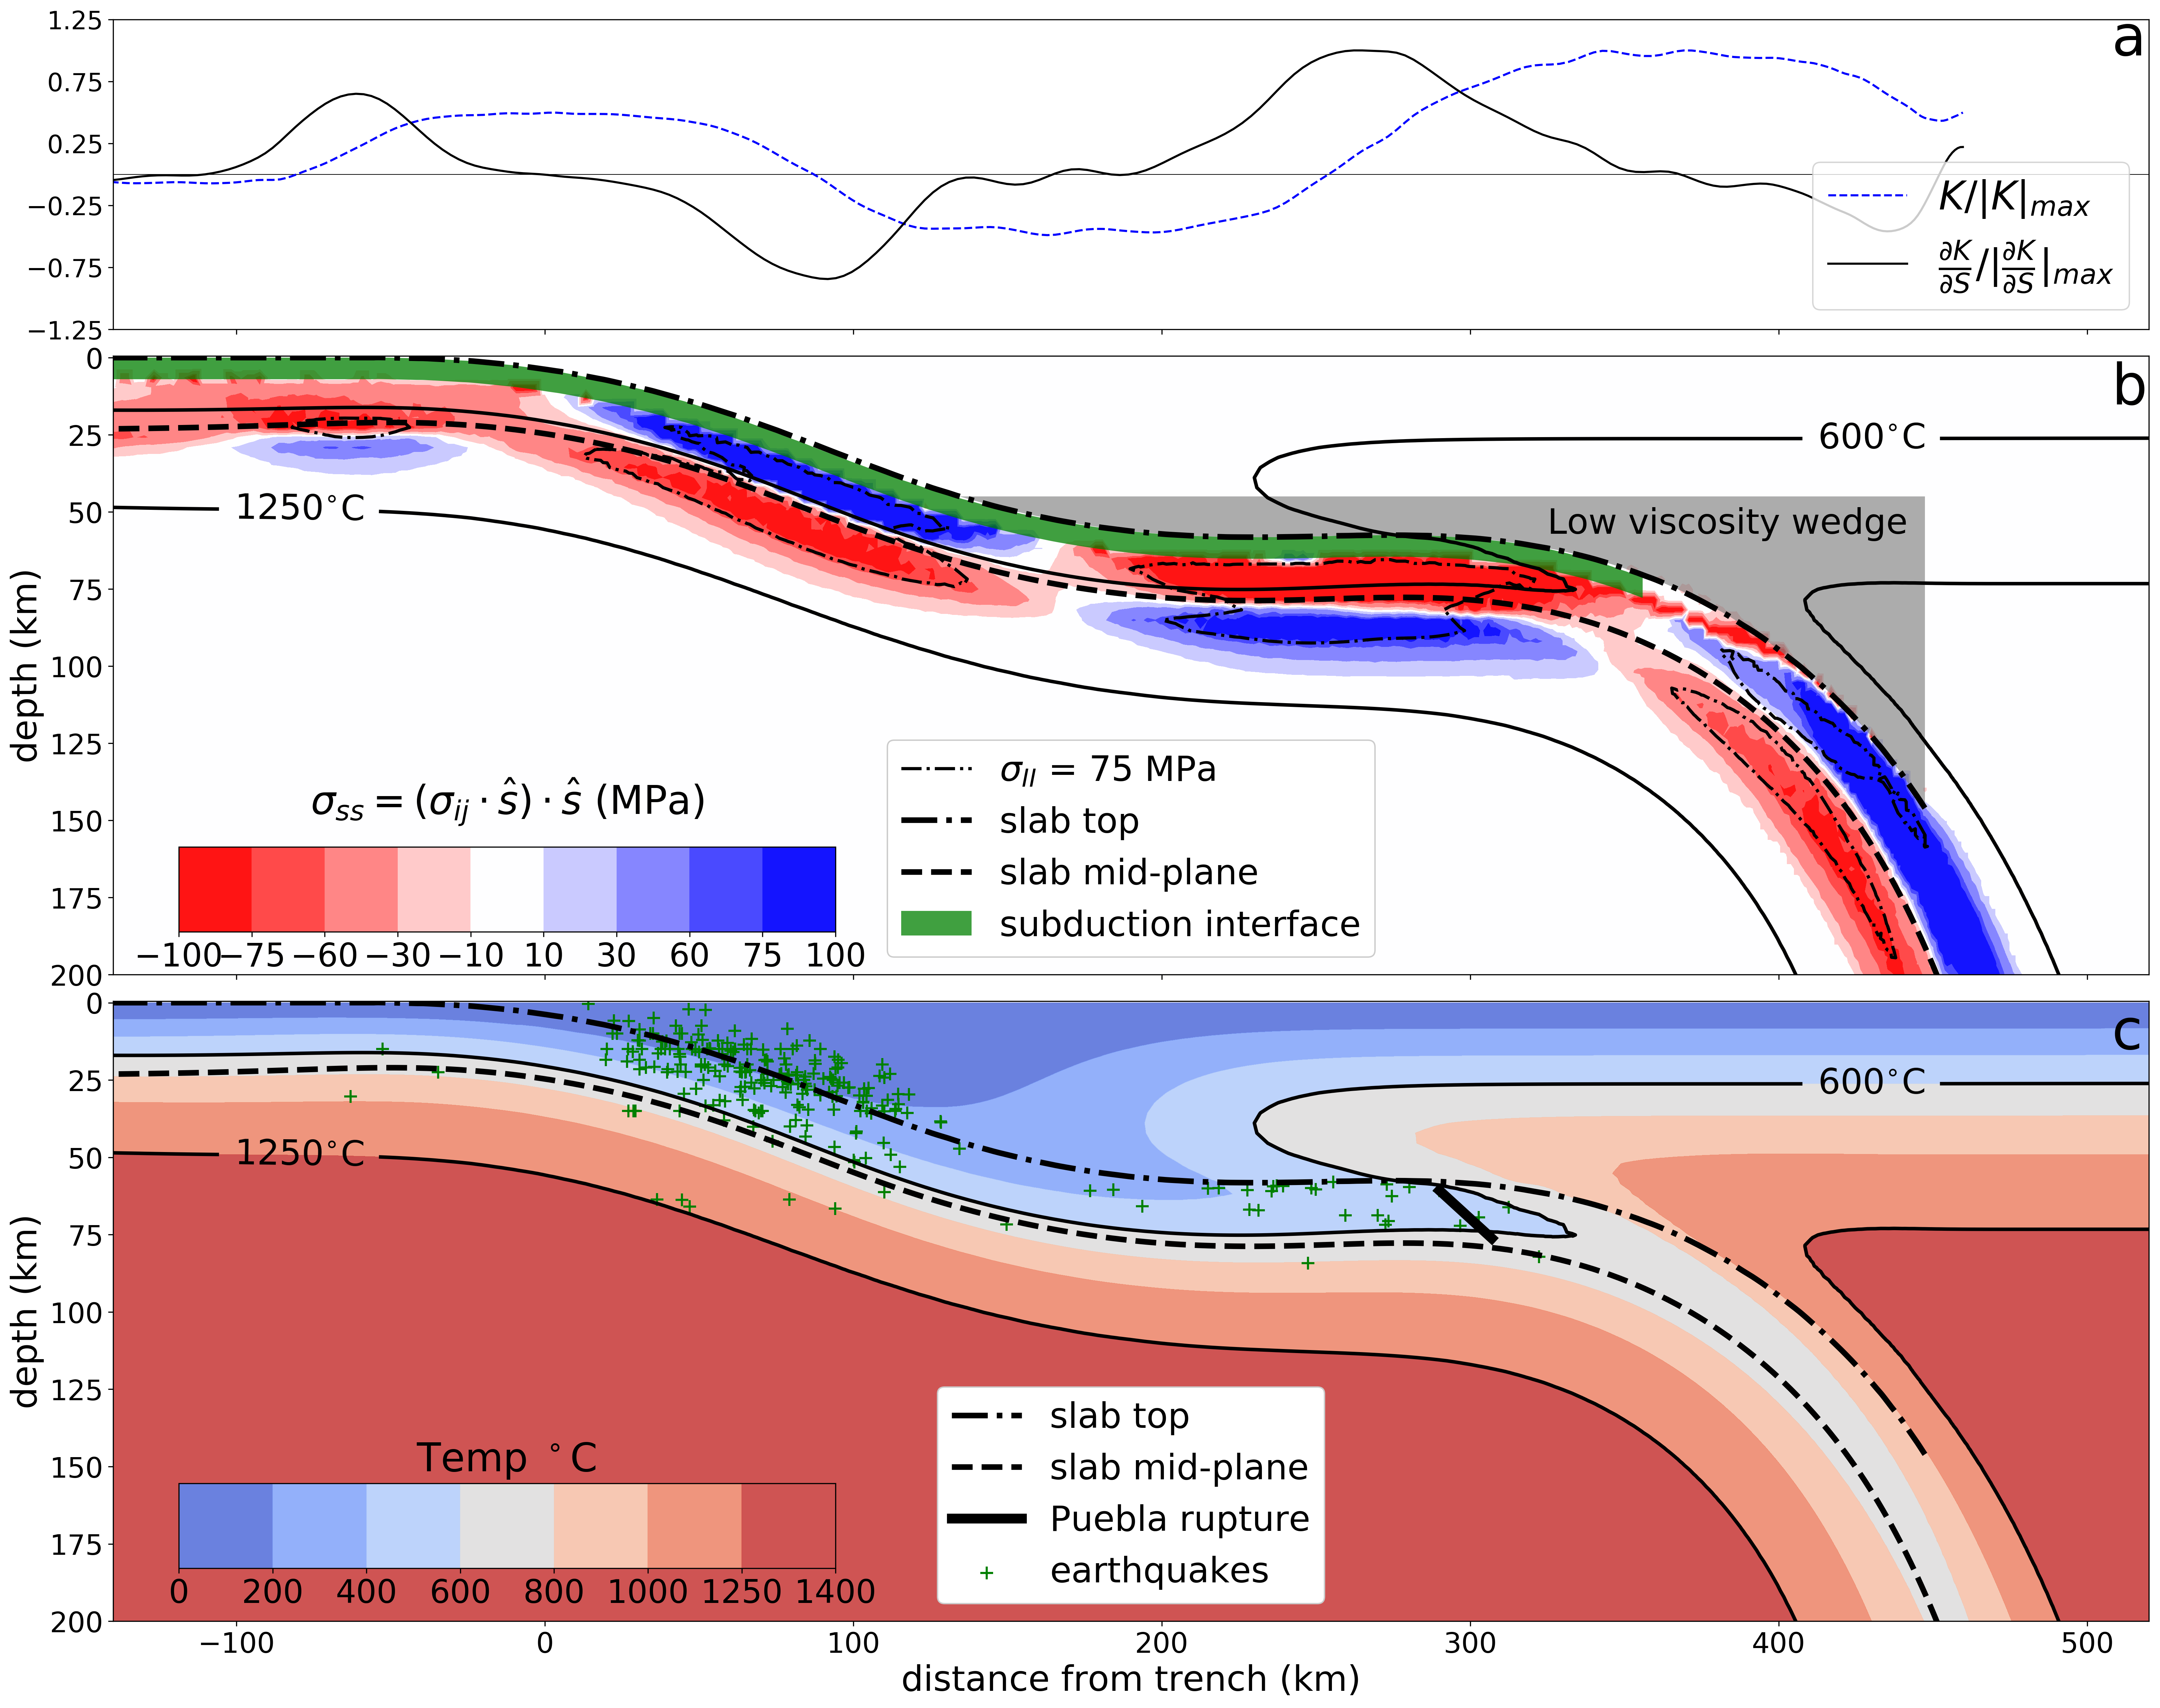 1.25
0.75
0.25
−0.25
−0.75
−1.25
a
K/|K|max
∂K/∂S/|∂K/∂S|max
0
25
50
75
100
125
150
175
200
depth (km)
b
600°C
1250°C
Low viscosity wedge
σss = (σij · ŝ) · ŝ (MPa)
−100 −75 −60 −30 −10 10 30 60 75 100
σII = 75 MPa
slab top
slab mid-plane
subduction interface
0
25
50
75
100
125
150
175
200
depth (km)
c
600°C
1250°C
Temp °C
0 200 400 600 800 1000 1250 1400
slab top
slab mid-plane
Puebla rupture
earthquakes
−100 0 100 200 300 400 500
distance from trench (km)